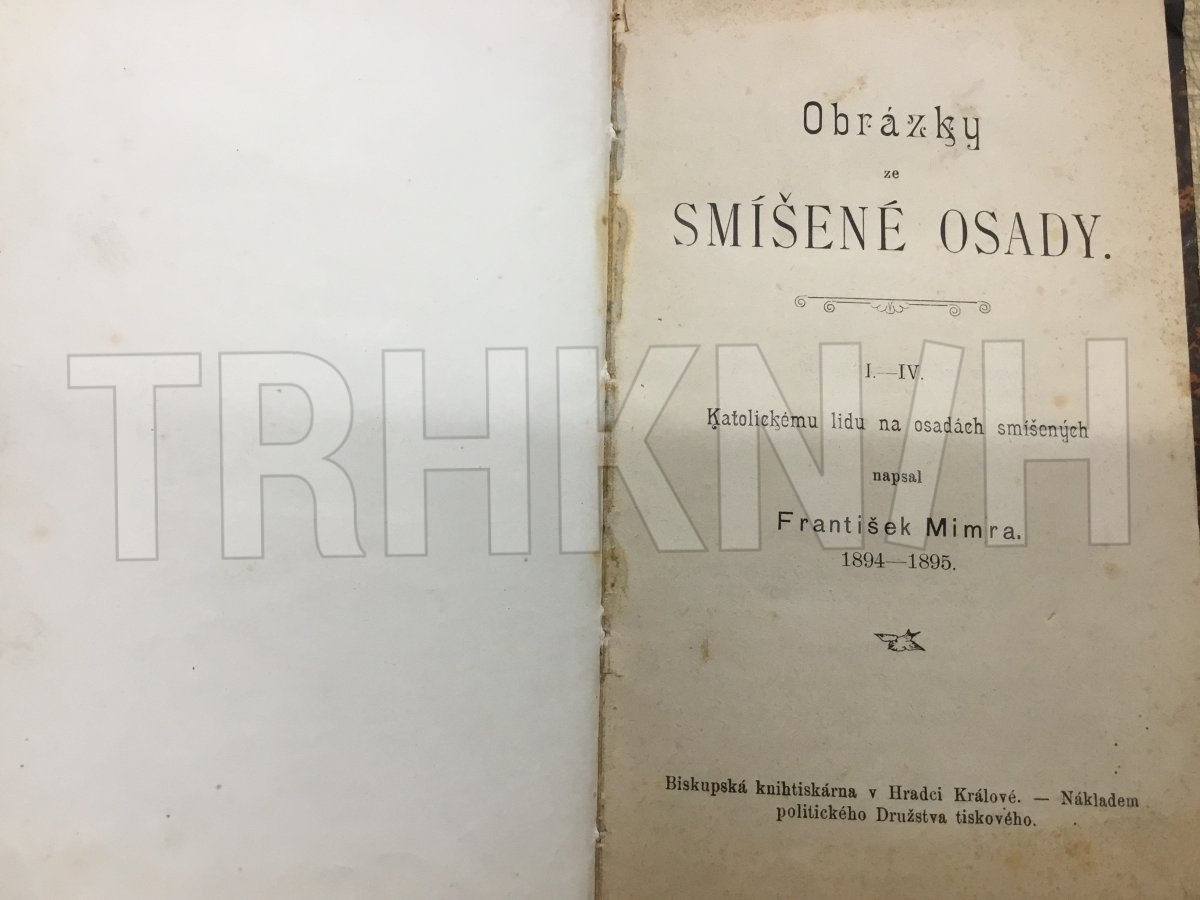 Obrázky
ze
SMÍŠENÉ OSADY.
I.—IV.
Katolickému lidu na osadách smíšených
napsal
František Mimra.
1894—1895.
Biskupská knihtiskárna v Hradci Králové. — Nákladem
politického Družstva tiskového.
TRHKNIH